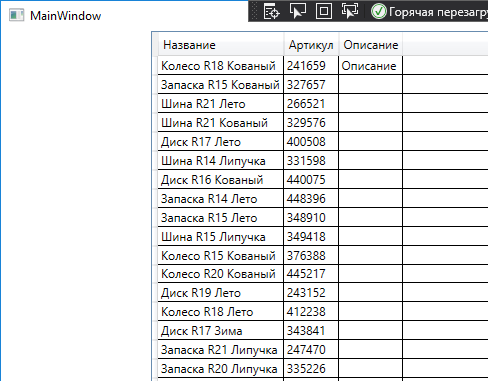 MainWindow
Горячая перезагру
Название Артикул Описание
Колесо R18 Кованый 241659 Описание
Запаска R15 Кованый 327657
Шина R21 Лето 266521
Шина R21 Кованый 329576
Диск R17 Лето 400508
Шина R14 Липучка 331598
Диск R16 Кованый 440075
Запаска R14 Лето 448396
Запаска R15 Лето 348910
Шина R15 Липучка 349418
Колесо R15 Кованый 376388
Колесо R20 Кованый 445217
Диск R19 Лето 243152
Колесо R18 Лето 412238
Диск R17 Зима 343841
Запаска R21 Липучка 247470
Запаска R20 Липучка 335226